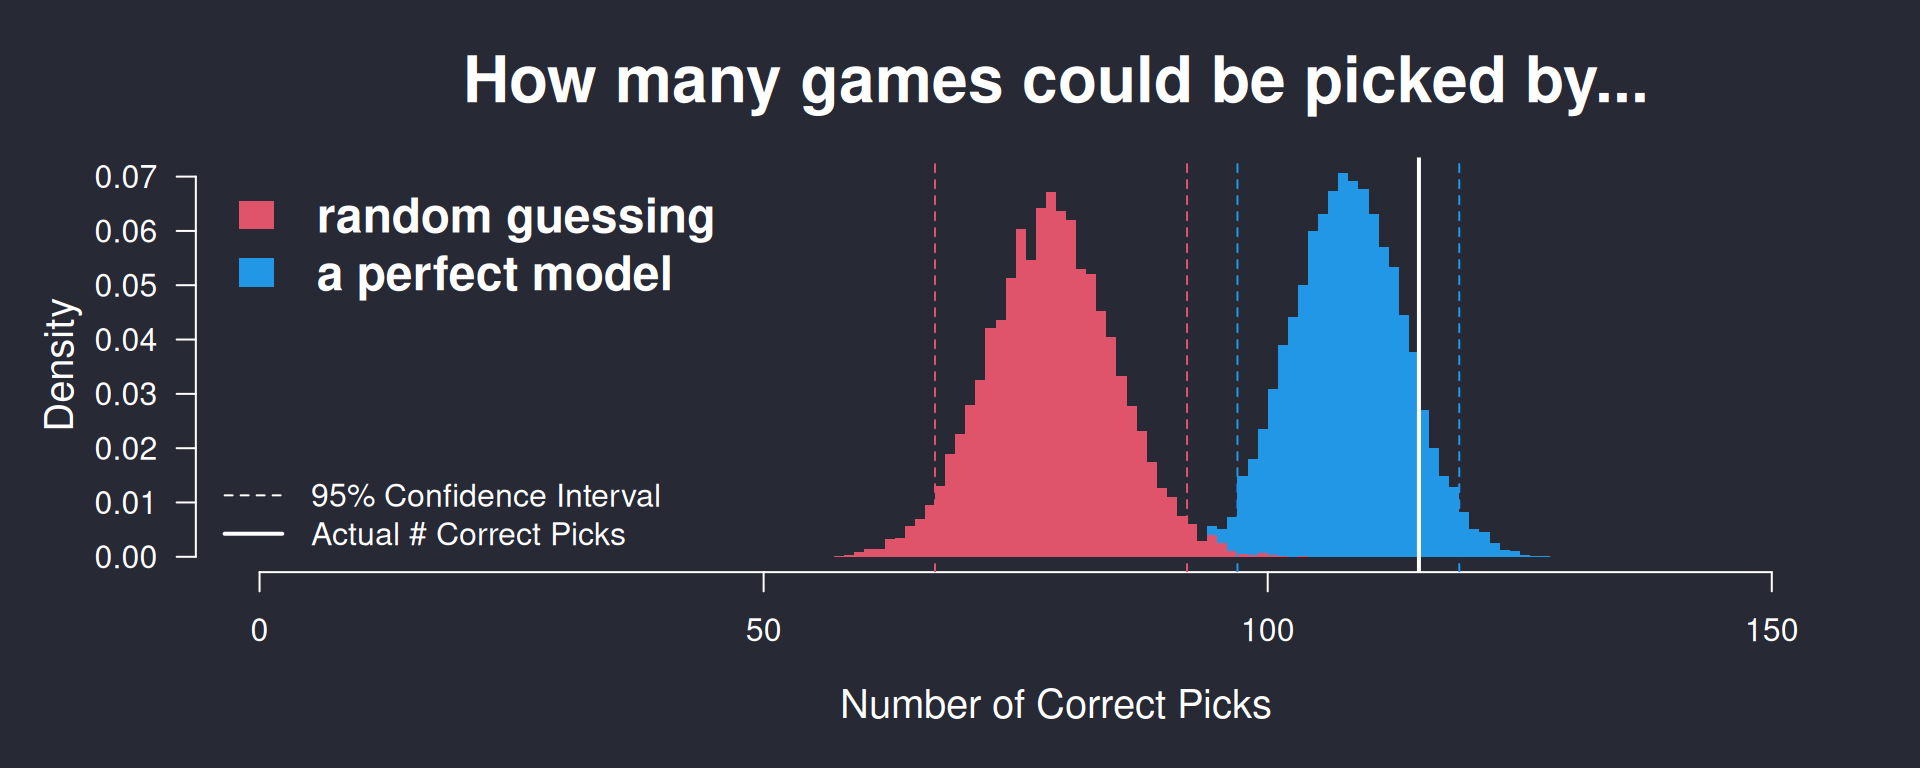 How many games could be picked by...
random guessing
a perfect model
Density
0.07
0.06
0.05
0.04
0.03
0.02
0.01
0.00
95% Confidence Interval
Actual # Correct Picks
0 50 100 150
Number of Correct Picks